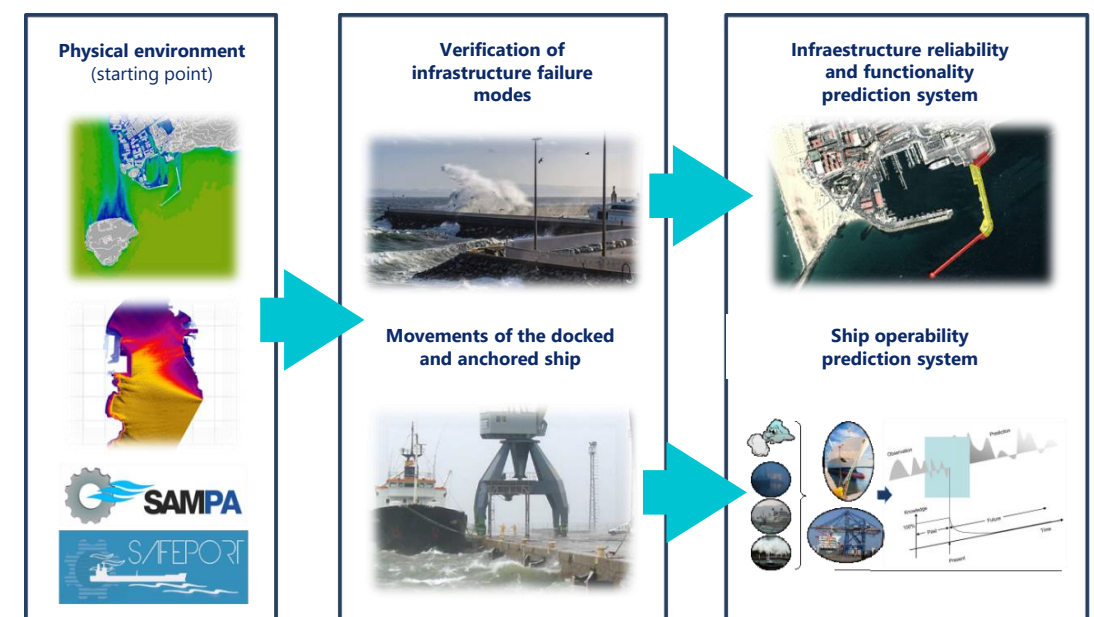 Physical environment
(starting point)
SAMPA
SAFEPORT
Verification of
infrastructure failure
modes
Movements of the docked
and anchored ship
Infraestructure reliability
and functionality
prediction system
Ship operability
prediction system
Observation
Prediction
Knowledge
100%
Past
Future
Time
Present